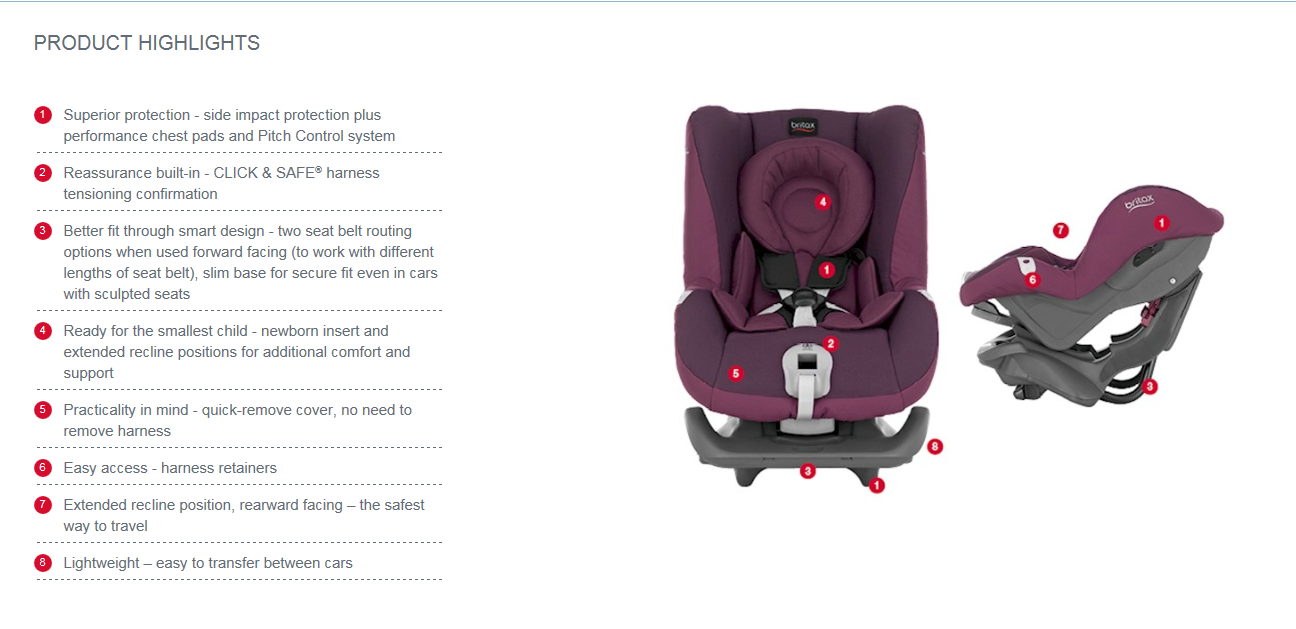 PRODUCT HIGHLIGHTS
1 Superior protection - side impact protection plus
performance chest pads and Pitch Control system
2 Reassurance built-in - CLICK & SAFE® harness
tensioning confirmation
3 Better fit through smart design - two seat belt routing
options when used forward facing (to work with different
lengths of seat belt), slim base for secure fit even in cars
with sculpted seats
4 Ready for the smallest child - newborn insert and
extended recline positions for additional comfort and
support
5 Practicality in mind - quick-remove cover, no need to
remove harness
6 Easy access - harness retainers
7 Extended recline position, rearward facing – the safest
way to travel
8 Lightweight – easy to transfer between cars
britax
4
1
2
5
8
3
1
britax
1
7
6
3